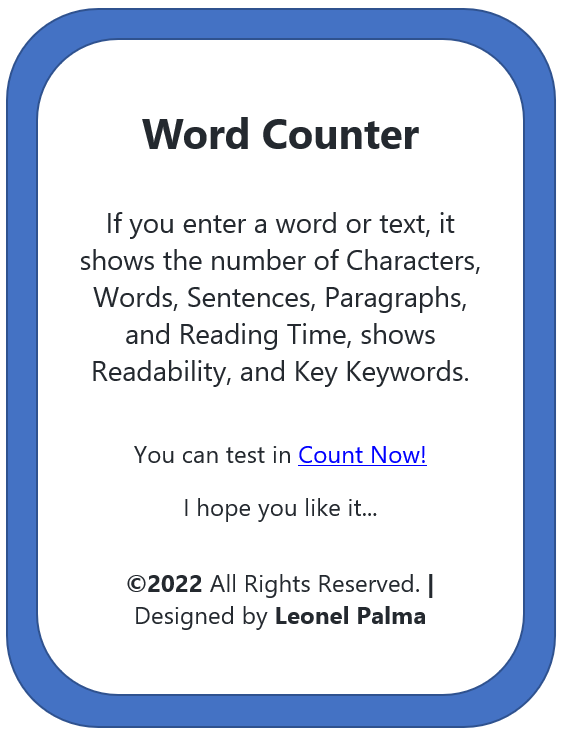 Word Counter
If you enter a word or text, it
shows the number of Characters,
Words, Sentences, Paragraphs,
and Reading Time, shows
Readability, and Key Keywords.
You can test in Count Now!
I hope you like it...
©2022 All Rights Reserved. |
Designed by Leonel Palma